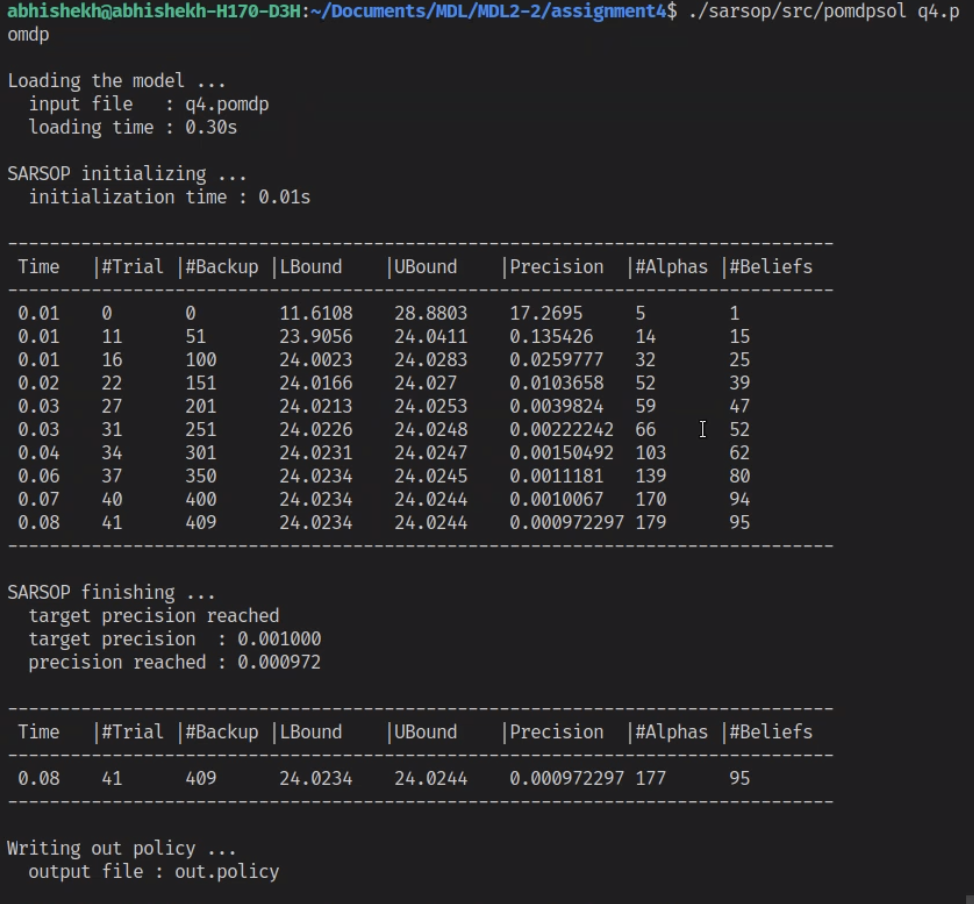 abhishekh@abhishekh-H170-D3H:~/Documents/MDL/MDL2-2/assignment4$ ./sarsop/src/pomdpsol q4.p
omdp
Loading the model ...
  input file   : q4.pomdp
  loading time : 0.30s
SARSOP initializing ...
  initialization time : 0.01s
-------------------------------------------------------------------------------
 Time   |#Trial |#Backup |LBound    |UBound    |Precision  |#Alphas |#Beliefs
-------------------------------------------------------------------------------
 0.01    0       0        11.6108    28.8803    17.2695     5        1
 0.01    11      51       23.9056    24.0411    0.135426    14       15
 0.01    16      100      24.0023    24.0283    0.0259777   32       25
 0.02    22      151      24.0166    24.027     0.0103658   52       39
 0.03    27      201      24.0213    24.0253    0.0039824   59       47
 0.03    31      251      24.0226    24.0248    0.00222242  66       52
 0.04    34      301      24.0231    24.0247    0.00150492  103      62
 0.06    37      350      24.0234    24.0245    0.0011181   139      80
 0.07    40      400      24.0234    24.0244    0.0010067   170      94
 0.08    41      409      24.0234    24.0244    0.000972297 179      95
-------------------------------------------------------------------------------
SARSOP finishing ...
  target precision reached
  target precision  : 0.001000
  precision reached : 0.000972
-------------------------------------------------------------------------------
 Time   |#Trial |#Backup |LBound    |UBound    |Precision  |#Alphas |#Beliefs
-------------------------------------------------------------------------------
 0.08    41      409      24.0234    24.0244    0.000972297 177      95
-------------------------------------------------------------------------------
Writing out policy ...
  output file : out.policy